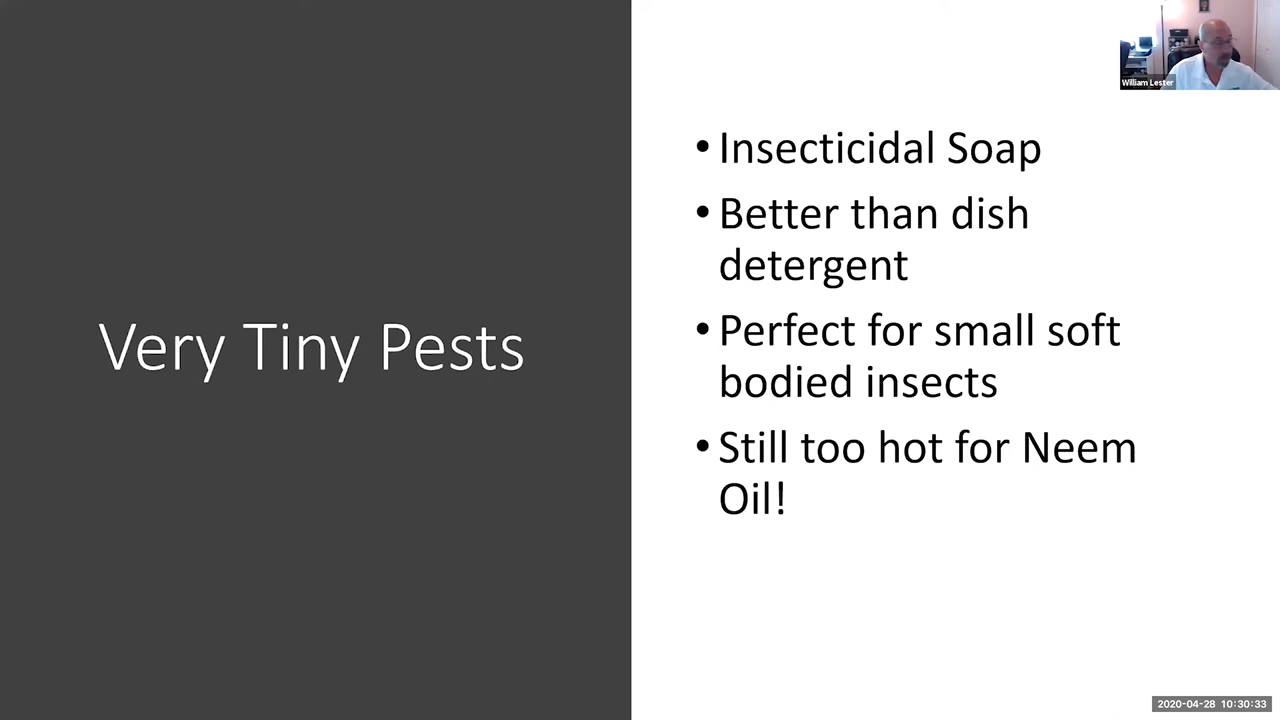 William Lester
Very Tiny Pests
• Insecticidal Soap
• Better than dish
detergent
• Perfect for small soft
bodied insects
• Still too hot for Neem
Oil!
2020-04-28 10:30:33